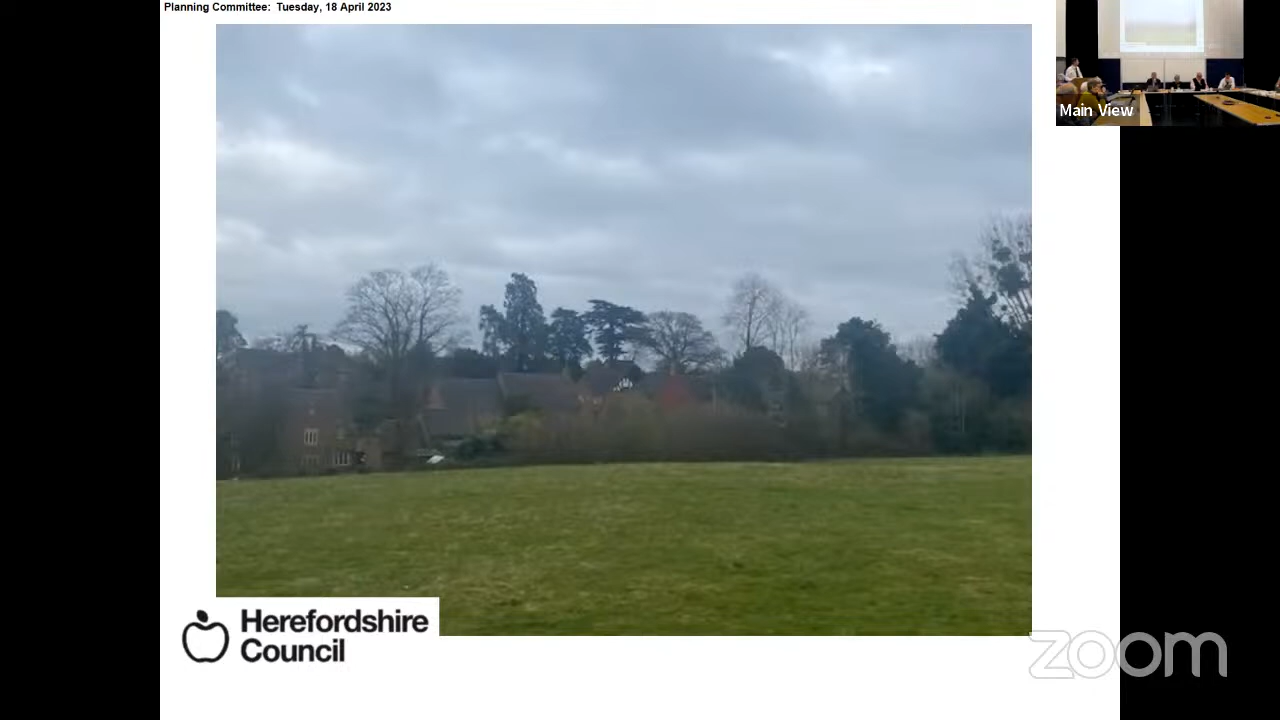 Planning Committee: Tuesday, 18 April 2023
Main View
Herefordshire
Council
zoom